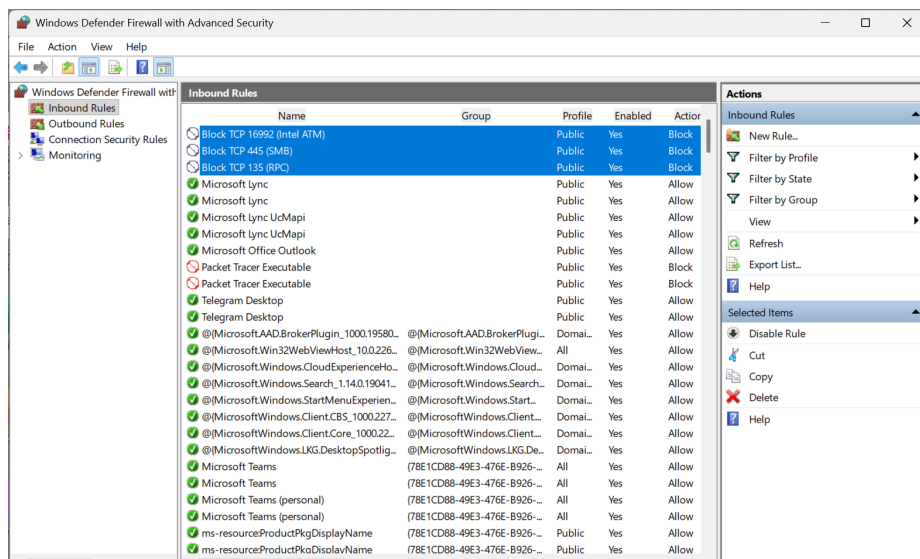 Windows Defender Firewall with Advanced Security
File Action View Help
Windows Defender Firewall with
Inbound Rules
Outbound Rules
Connection Security Rules
Monitoring
Inbound Rules
Name Group Profile Enabled Action
Block TCP 16992 (Intel ATM) Public Yes Block
Block TCP 445 (SMB) Public Yes Block
Block TCP 135 (RPC) Public Yes Block
Microsoft Lync Public Yes Allow
Microsoft Lync Public Yes Allow
Microsoft Lync UcMapi Public Yes Allow
Microsoft Lync UcMapi Public Yes Allow
Microsoft Office Outlook Public Yes Allow
Packet Tracer Executable Public Yes Block
Packet Tracer Executable Public Yes Block
Telegram Desktop Public Yes Allow
Telegram Desktop Public Yes Allow
@{Microsoft.AAD.BrokerPlugin_1000.19580... @{Microsoft.AAD.BrokerPlugi... Domai... Yes Allow
@{Microsoft.Win32WebViewHost_10.0.226... @{Microsoft.Win32WebView... All Yes Allow
@{Microsoft.Windows.CloudExperienceHo... @{Microsoft.Windows.Cloud... Domai... Yes Allow
@{Microsoft.Windows.Search_1.14.0.19041... @{Microsoft.Windows.Search... Domai... Yes Allow
@{Microsoft.Windows.StartMenuExperien... @{Microsoft.Windows.Start... Domai... Yes Allow
@{MicrosoftWindows.Client.CBS_1000.227... @{MicrosoftWindows.Client.... Domai... Yes Allow
@{MicrosoftWindows.Client.Core_1000.22... @{MicrosoftWindows.Client.... Domai... Yes Allow
@{MicrosoftWindows.LKG.DesktopSpotlig... @{MicrosoftWindows.LKG.De... Domai... Yes Allow
Microsoft Teams {78E1CD88-49E3-476E-B926-... All Yes Allow
Microsoft Teams {78E1CD88-49E3-476E-B926-... All Yes Allow
Microsoft Teams (personal) {78E1CD88-49E3-476E-B926-... All Yes Allow
Microsoft Teams (personal) {78E1CD88-49E3-476E-B926-... All Yes Allow
ms-resource:ProductPkgDisplayName {78E1CD88-49E3-476E-B926-... Public Yes Allow
ms-resource:ProductPkgDisplayName {78E1CD88-49E3-476E-B926-... Public Yes Allow
Actions
Inbound Rules
New Rule...
Filter by Profile
Filter by State
Filter by Group
View
Refresh
Export List...
Help
Selected Items
Disable Rule
Cut
Copy
Delete
Help